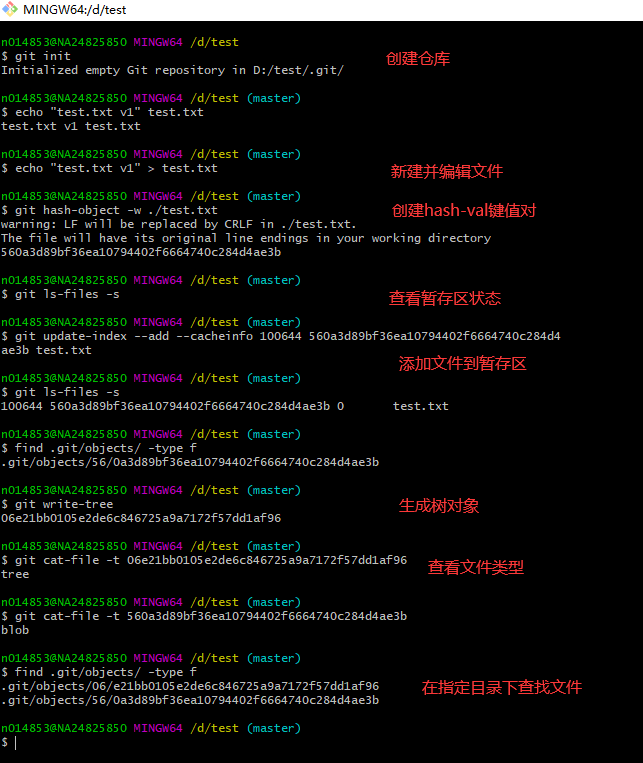 MINGW64:/d/test
n014853@NA24825850 MINGW64 /d/test
$ git init 创建仓库
Initialized empty Git repository in D:/test/.git/
n014853@NA24825850 MINGW64 /d/test (master)
$ echo "test.txt v1" test.txt
test.txt v1 test.txt
n014853@NA24825850 MINGW64 /d/test (master)
$ echo "test.txt v1" > test.txt 新建并编辑文件
n014853@NA24825850 MINGW64 /d/test (master)
$ git hash-object -w ./test.txt 创建hash-val键值对
warning: LF will be replaced by CRLF in ./test.txt.
The file will have its original line endings in your working directory
560a3d89bf36ea10794402f6664740c284d4ae3b
n014853@NA24825850 MINGW64 /d/test (master)
$ git ls-files -s 查看暂存区状态
n014853@NA24825850 MINGW64 /d/test (master)
$ git update-index --add --cacheinfo 100644 560a3d89bf36ea10794402f6664740c284d4
ae3b test.txt 添加文件到暂存区
n014853@NA24825850 MINGW64 /d/test (master)
$ git ls-files -s
100644 560a3d89bf36ea10794402f6664740c284d4ae3b 0 test.txt
n014853@NA24825850 MINGW64 /d/test (master)
$ find .git/objects/ -type f
.git/objects/56/0a3d89bf36ea10794402f6664740c284d4ae3b
n014853@NA24825850 MINGW64 /d/test (master)
$ git write-tree 生成树对象
06e21bb0105e2de6c846725a9a7172f57dd1af96
n014853@NA24825850 MINGW64 /d/test (master)
$ git cat-file -t 06e21bb0105e2de6c846725a9a7172f57dd1af96 查看文件类型
tree
n014853@NA24825850 MINGW64 /d/test (master)
$ git cat-file -t 560a3d89bf36ea10794402f6664740c284d4ae3b
blob
n014853@NA24825850 MINGW64 /d/test (master)
$ find .git/objects/ -type f
.git/objects/06/e21bb0105e2de6c846725a9a7172f57dd1af96 在指定目录下查找文件
.git/objects/56/0a3d89bf36ea10794402f6664740c284d4ae3b
n014853@NA24825850 MINGW64 /d/test (master)
$